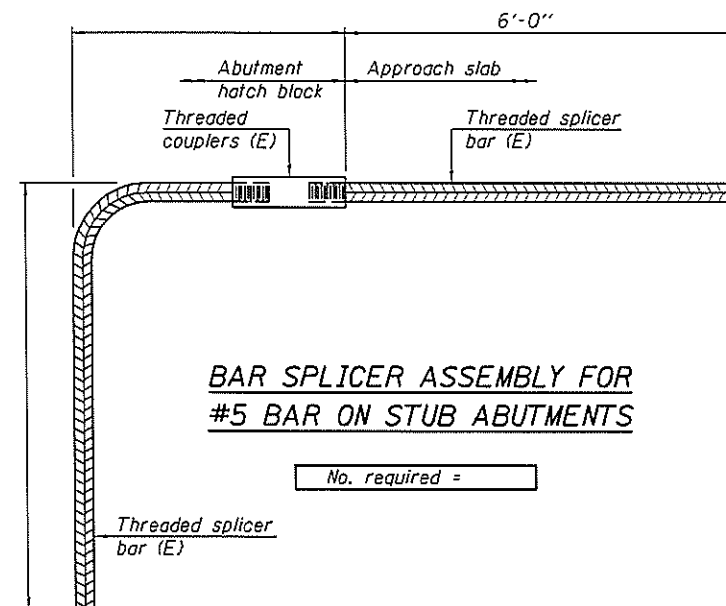 6'-0"
Abutment
hatch block
Approach slab
Threaded
couplers (E)
Threaded splicer
bar (E)
BAR SPLICER ASSEMBLY FOR
#5 BAR ON STUB ABUTMENTS
No. required =
Threaded splicer
bar (E)